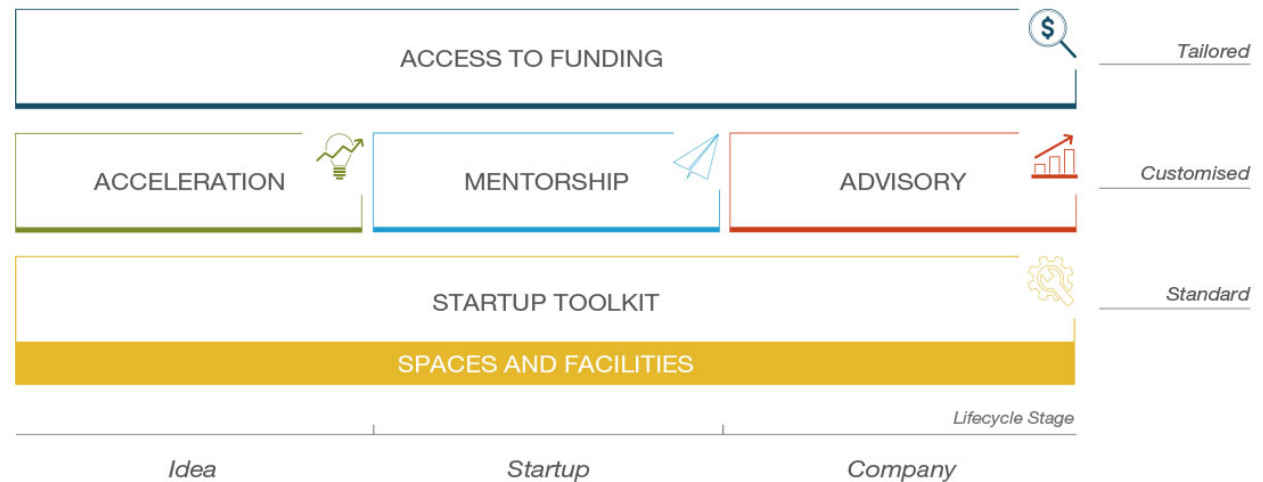 $
ACCESS TO FUNDING
Tailored
ACCELERATION
MENTORSHIP
ADVISORY
Customised
STARTUP TOOLKIT
Standard
SPACES AND FACILITIES
Lifecycle Stage
Idea
Startup
Company